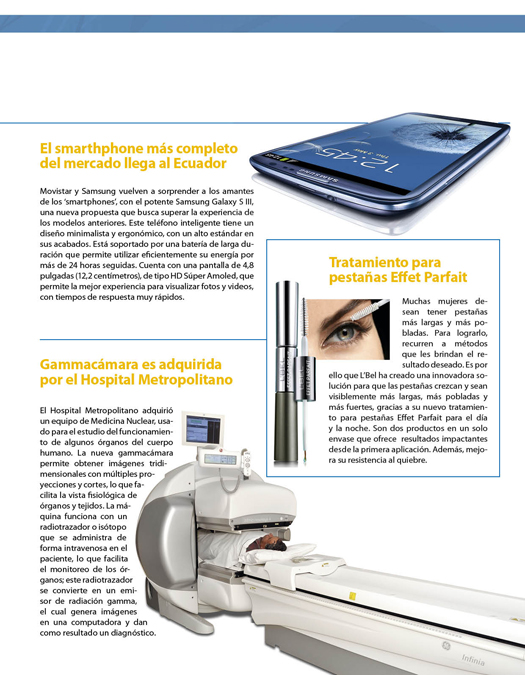 El smarthphone más completo
del mercado llega al Ecuador
Movistar y Samsung vuelven a sorprender a los amantes
de los ‘smartphones’, con el potente Samsung Galaxy S III,
una nueva propuesta que busca superar la experiencia de
los modelos anteriores. Este teléfono inteligente tiene un
diseño minimalista y ergonómico, con un alto estándar en
sus acabados. Está soportado por una batería de larga du-
ración que permite utilizar eficientemente su energía por
más de 24 horas seguidas. Cuenta con una pantalla de 4,8
pulgadas (12,2 centímetros), de tipo HD Súper Amoled, que
permite la mejor experiencia para visualizar fotos y videos,
con tiempos de respuesta muy rápidos.
12:45
SAMSUNG
Tratamiento para
pestañas Effet Parfait
Muchas mujeres de-
sean tener pestañas
más largas y más po-
bladas. Para lograrlo,
recurren a métodos
que les brindan el re-
sultado deseado. Es por
ello que L’Bel ha creado una innovadora so-
lución para que las pestañas crezcan y sean
visiblemente más largas, más pobladas y
más fuertes, gracias a su nuevo tratamien-
to para pestañas Effet Parfait para el día
y la noche. Son dos productos en un solo
envase que ofrece resultados impactantes
desde la primera aplicación. Además, mejo-
ra su resistencia al quiebre.
Gammacámara es adquirida
por el Hospital Metropolitano
El Hospital Metropolitano adquirió
un equipo de Medicina Nuclear, usa-
do para el estudio del funcionamien-
to de algunos órganos del cuerpo
humano. La nueva gammacámara
permite obtener imágenes tridi-
mensionales con múltiples pro-
yecciones y cortes, lo que fa-
cilita la vista fisiológica de
órganos y tejidos. La má-
quina funciona con un
radiotrazador o isótopo
que se administra de
forma intravenosa en el
paciente, lo que facilita
el monitoreo de los ór-
ganos; este radiotrazador
se convierte en un emi-
sor de radiación gamma,
el cual genera imágenes
en una computadora y dan
como resultado un diagnóstico.
Infinia